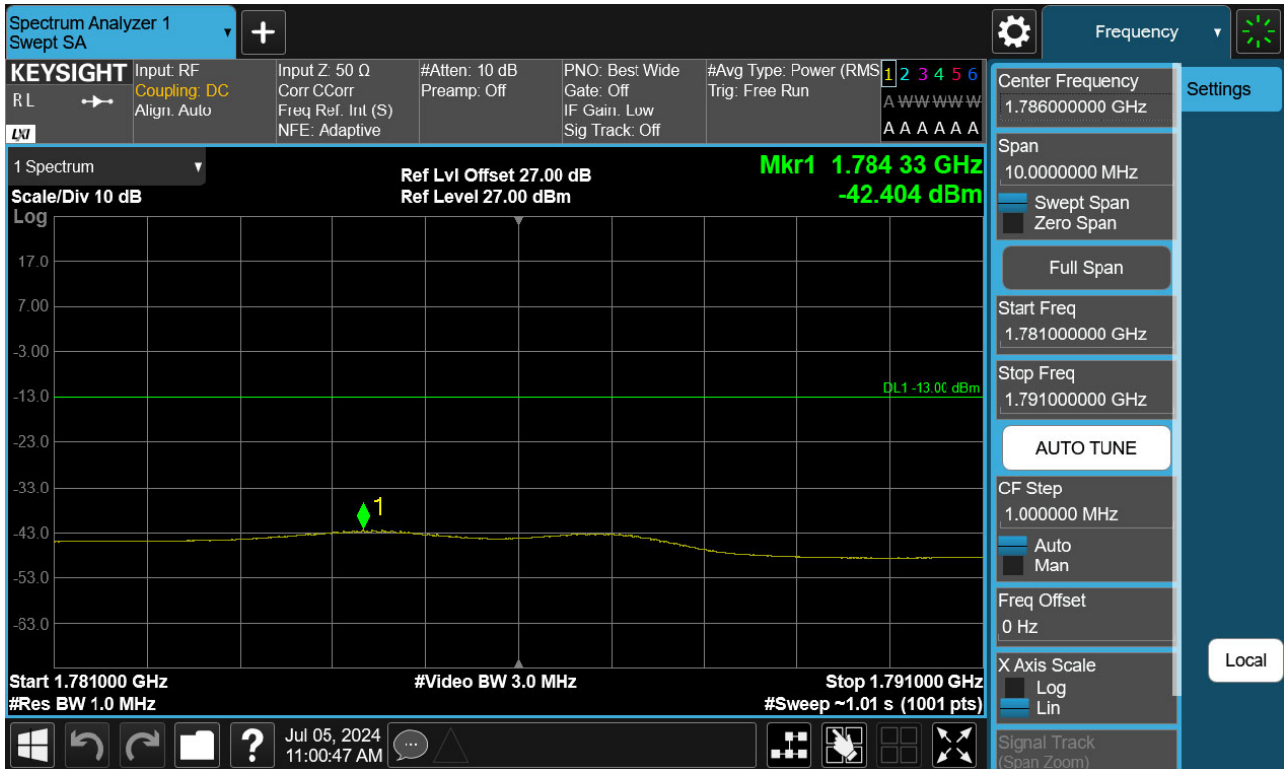 Spectrum Analyzer 1
Swept SA
+
Frequency
KEYSIGHT
RL
LXI
Input: RF
Coupling: DC
Align: Auto
Input Z: 50 Ω
Corr CCorr
Freq Ref: Int (S)
NFE: Adaptive
#Atten: 10 dB
Preamp: Off
PNO: Best Wide
Gate: Off
IF Gain: Low
Sig Track: Off
#Avg Type: Power (RMS
Trig: Free Run
1 2 3 4 5 6
A W W W W W
A A A A A A
1 Spectrum
Scale/Div 10 dB
Log
Ref Lvl Offset 27.00 dB
Ref Level 27.00 dBm
Mkr1 1.784 33 GHz
-42.404 dBm
17.0
7.00
-3.00
-13.0
DL1 -13.00 dBm
-23.0
-33.0
1
-43.0
-53.0
-63.0
Start 1.781000 GHz
#Video BW 3.0 MHz
Stop 1.791000 GHz
#Res BW 1.0 MHz
#Sweep ~1.01 s (1001 pts)
?
Jul 05, 2024
11:00:47 AM
Center Frequency
1.786000000 GHz
Settings
Span
10.0000000 MHz
Swept Span
Zero Span
Full Span
Start Freq
1.781000000 GHz
Stop Freq
1.791000000 GHz
AUTO TUNE
CF Step
1.000000 MHz
Auto
Man
Freq Offset
0 Hz
X Axis Scale
Log
Lin
Local
Signal Track
(Span Zoom)